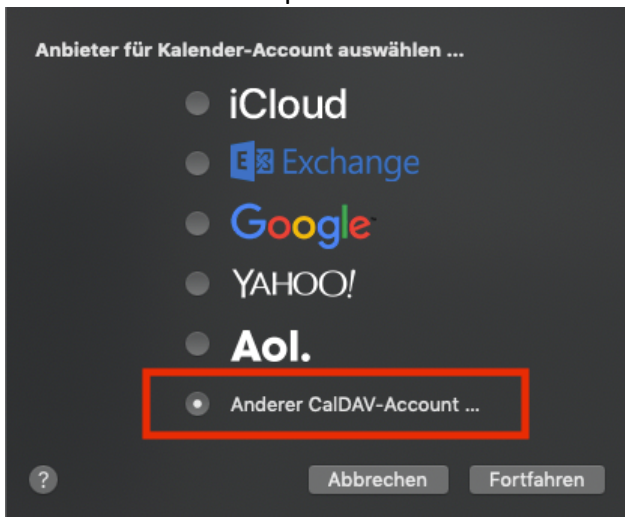 Anbieter für Kalender-Account auswählen ...
iCloud
E Exchange
Google
YAHOO!
Aol.
Anderer CalDAV-Account ...
? Abbrechen Fortfahren